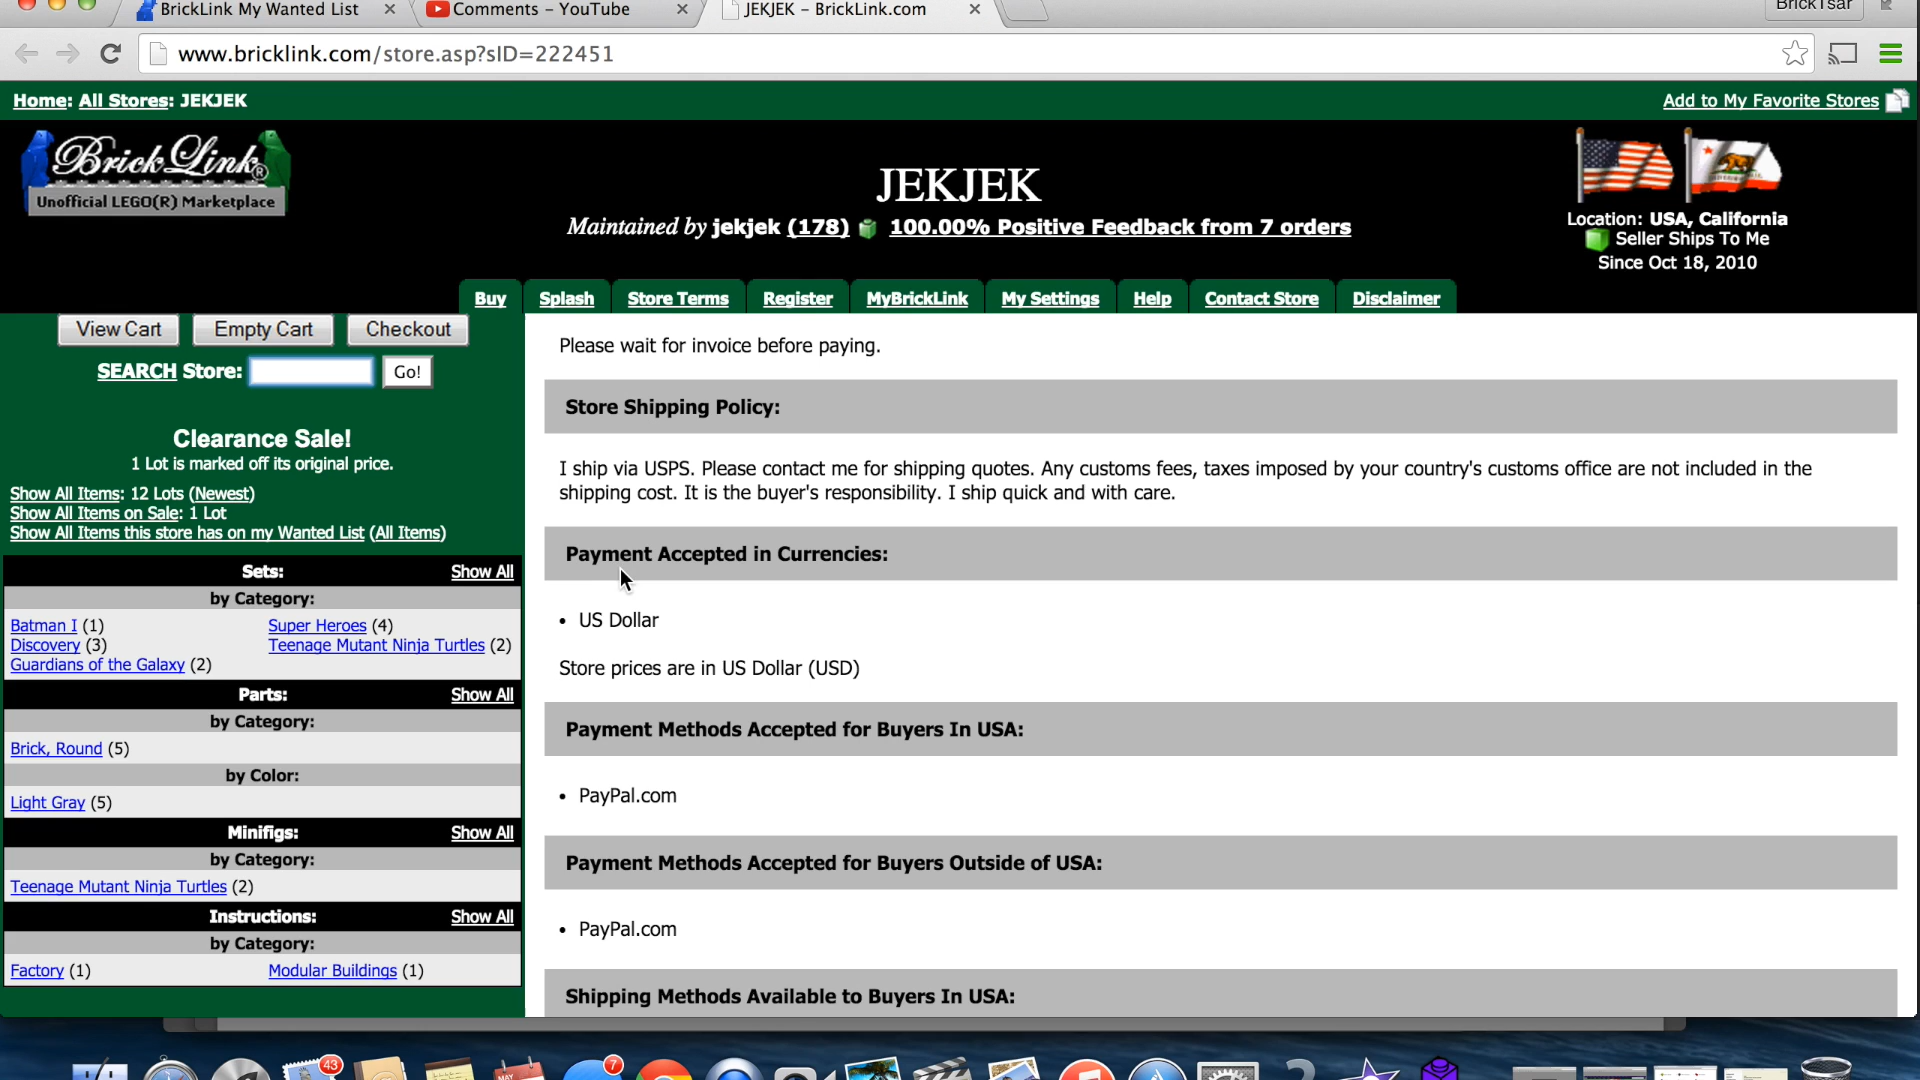 BrickLink My Wanted List
Comments – YouTube
JEKJEK – BrickLink.com
BrickTsar
www.bricklink.com/store.asp?sID=222451
Home: All Stores: JEKJEK
Add to My Favorite Stores
BrickLink®
Unofficial LEGO(R) Marketplace
JEKJEK
Maintained by jekjek (178) 100.00% Positive Feedback from 7 orders
Location: USA, California
Seller Ships To Me
Since Oct 18, 2010
Buy Splash Store Terms Register MyBrickLink My Settings Help Contact Store Disclaimer
View Cart Empty Cart Checkout
SEARCH Store: Go!
Clearance Sale!
1 Lot is marked off its original price.
Show All Items: 12 Lots (Newest)
Show All Items on Sale: 1 Lot
Show All Items this store has on my Wanted List (All Items)
Sets: Show All
by Category:
Batman I (1) Super Heroes (4)
Discovery (3) Teenage Mutant Ninja Turtles (2)
Guardians of the Galaxy (2)
Parts: Show All
by Category:
Brick, Round (5)
by Color:
Light Gray (5)
Minifigs: Show All
by Category:
Teenage Mutant Ninja Turtles (2)
Instructions: Show All
by Category:
Factory (1) Modular Buildings (1)
Please wait for invoice before paying.
Store Shipping Policy:
I ship via USPS. Please contact me for shipping quotes. Any customs fees, taxes imposed by your country's customs office are not included in the
shipping cost. It is the buyer's responsibility. I ship quick and with care.
Payment Accepted in Currencies:
• US Dollar
Store prices are in US Dollar (USD)
Payment Methods Accepted for Buyers In USA:
• PayPal.com
Payment Methods Accepted for Buyers Outside of USA:
• PayPal.com
Shipping Methods Available to Buyers In USA:
43
MAY
7